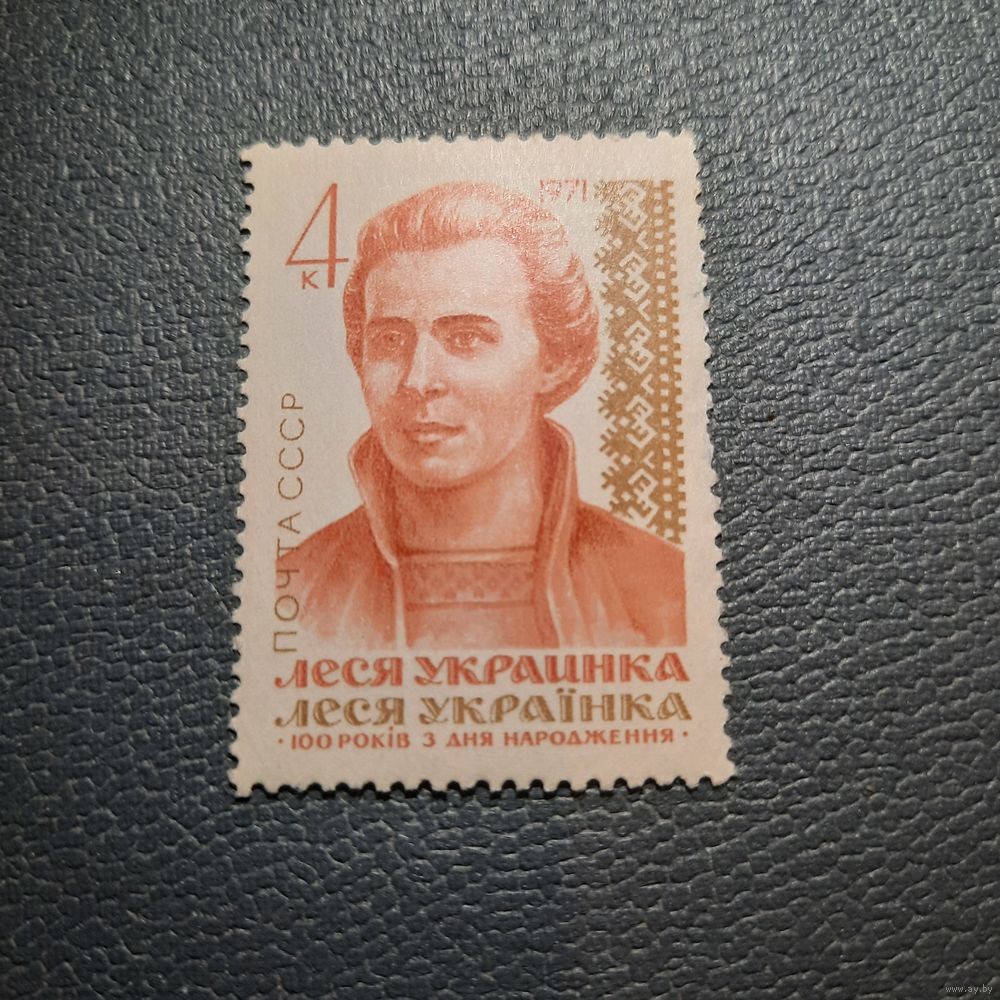 4 к
1971
ПОЧТА СССР
ЛЕСЯ УКРАИНКА
ЛЕСЯ УКРАЇНКА
· 100 РОКІВ З ДНЯ НАРОДЖЕННЯ ·
www.ay.by